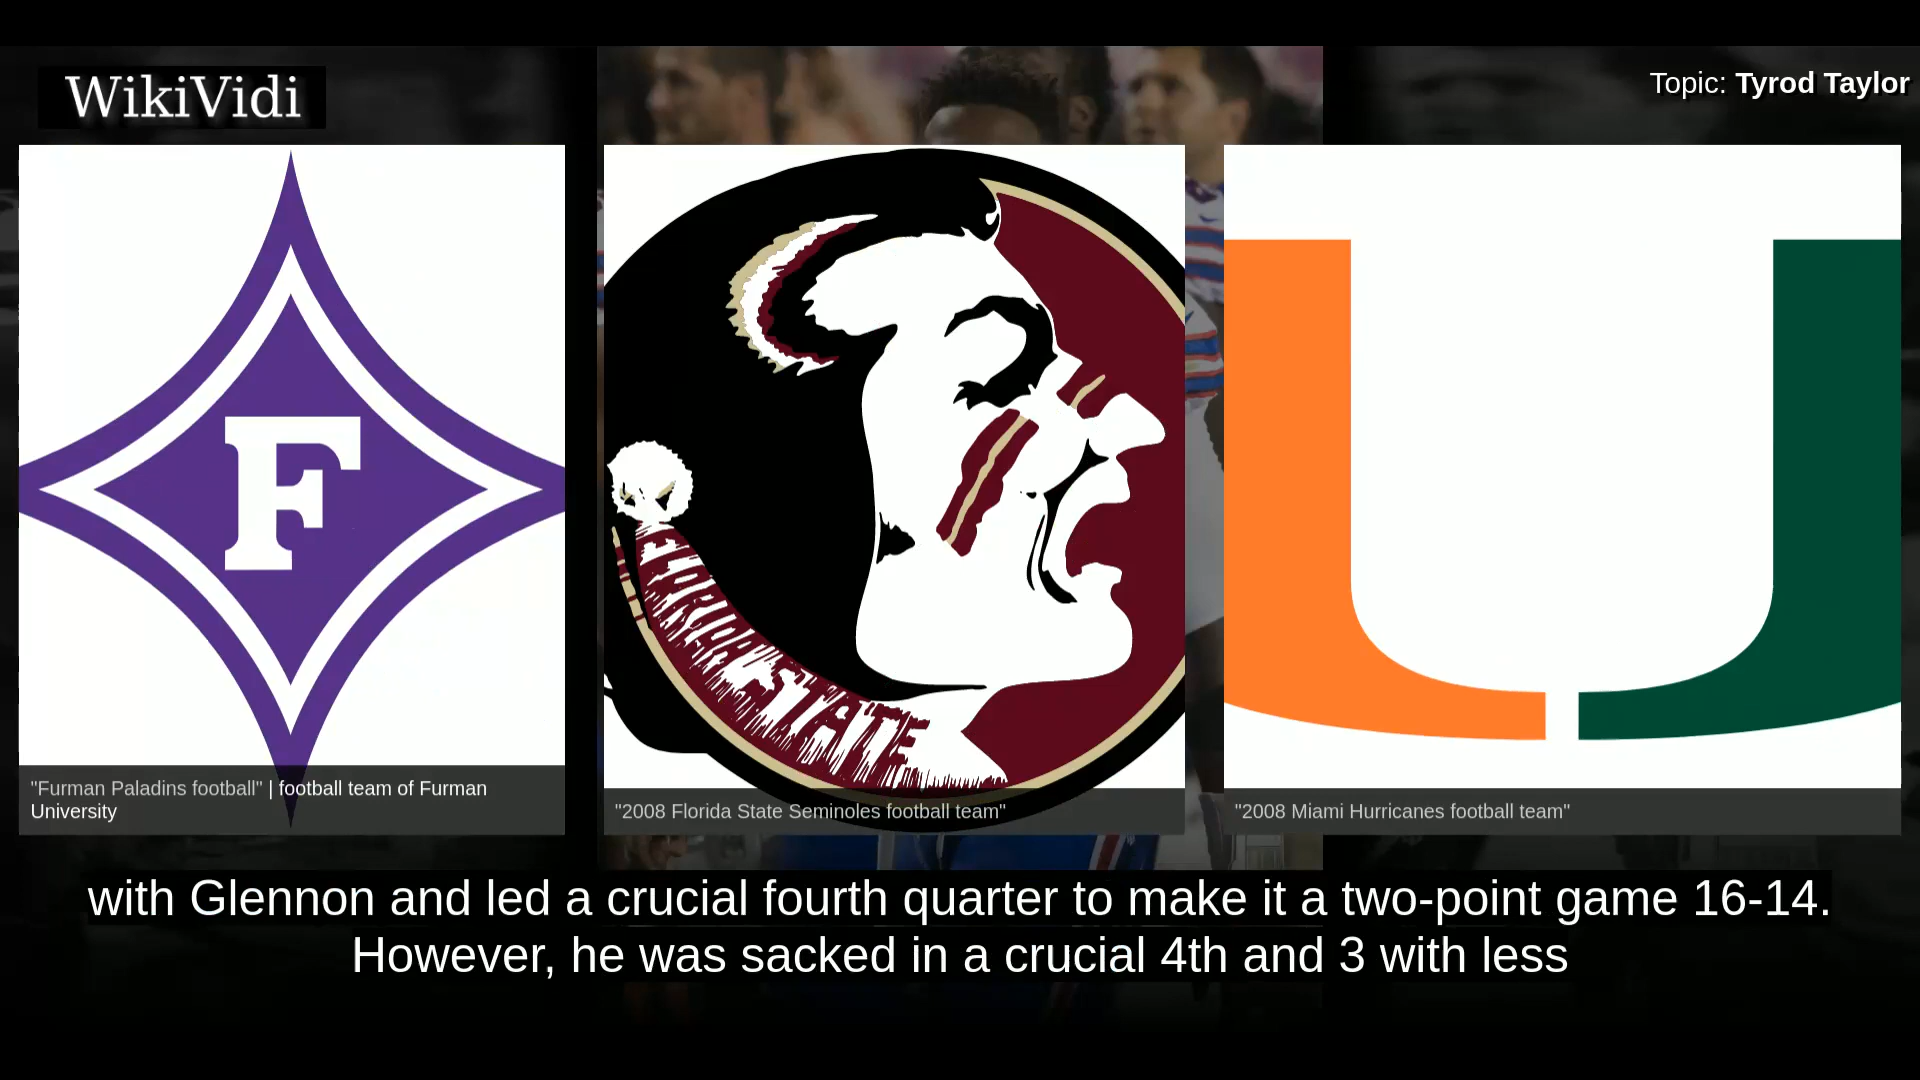 WikiVidi
Topic: Tyrod Taylor
F
FLORIDA STATE
"Furman Paladins football" | football team of Furman
University
"2008 Florida State Seminoles football team"
"2008 Miami Hurricanes football team"
with Glennon and led a crucial fourth quarter to make it a two-point game 16-14.
However, he was sacked in a crucial 4th and 3 with less